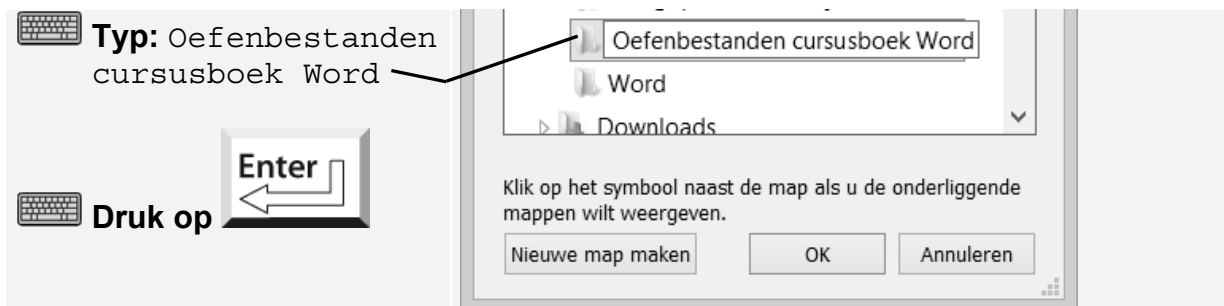 Typ: Oefenbestanden
cursusboek Word
Enter
Druk op
Oefenbestanden cursusboek Word
Word
Downloads
Klik op het symbool naast de map als u de onderliggende
mappen wilt weergeven.
Nieuwe map maken
OK
Annuleren